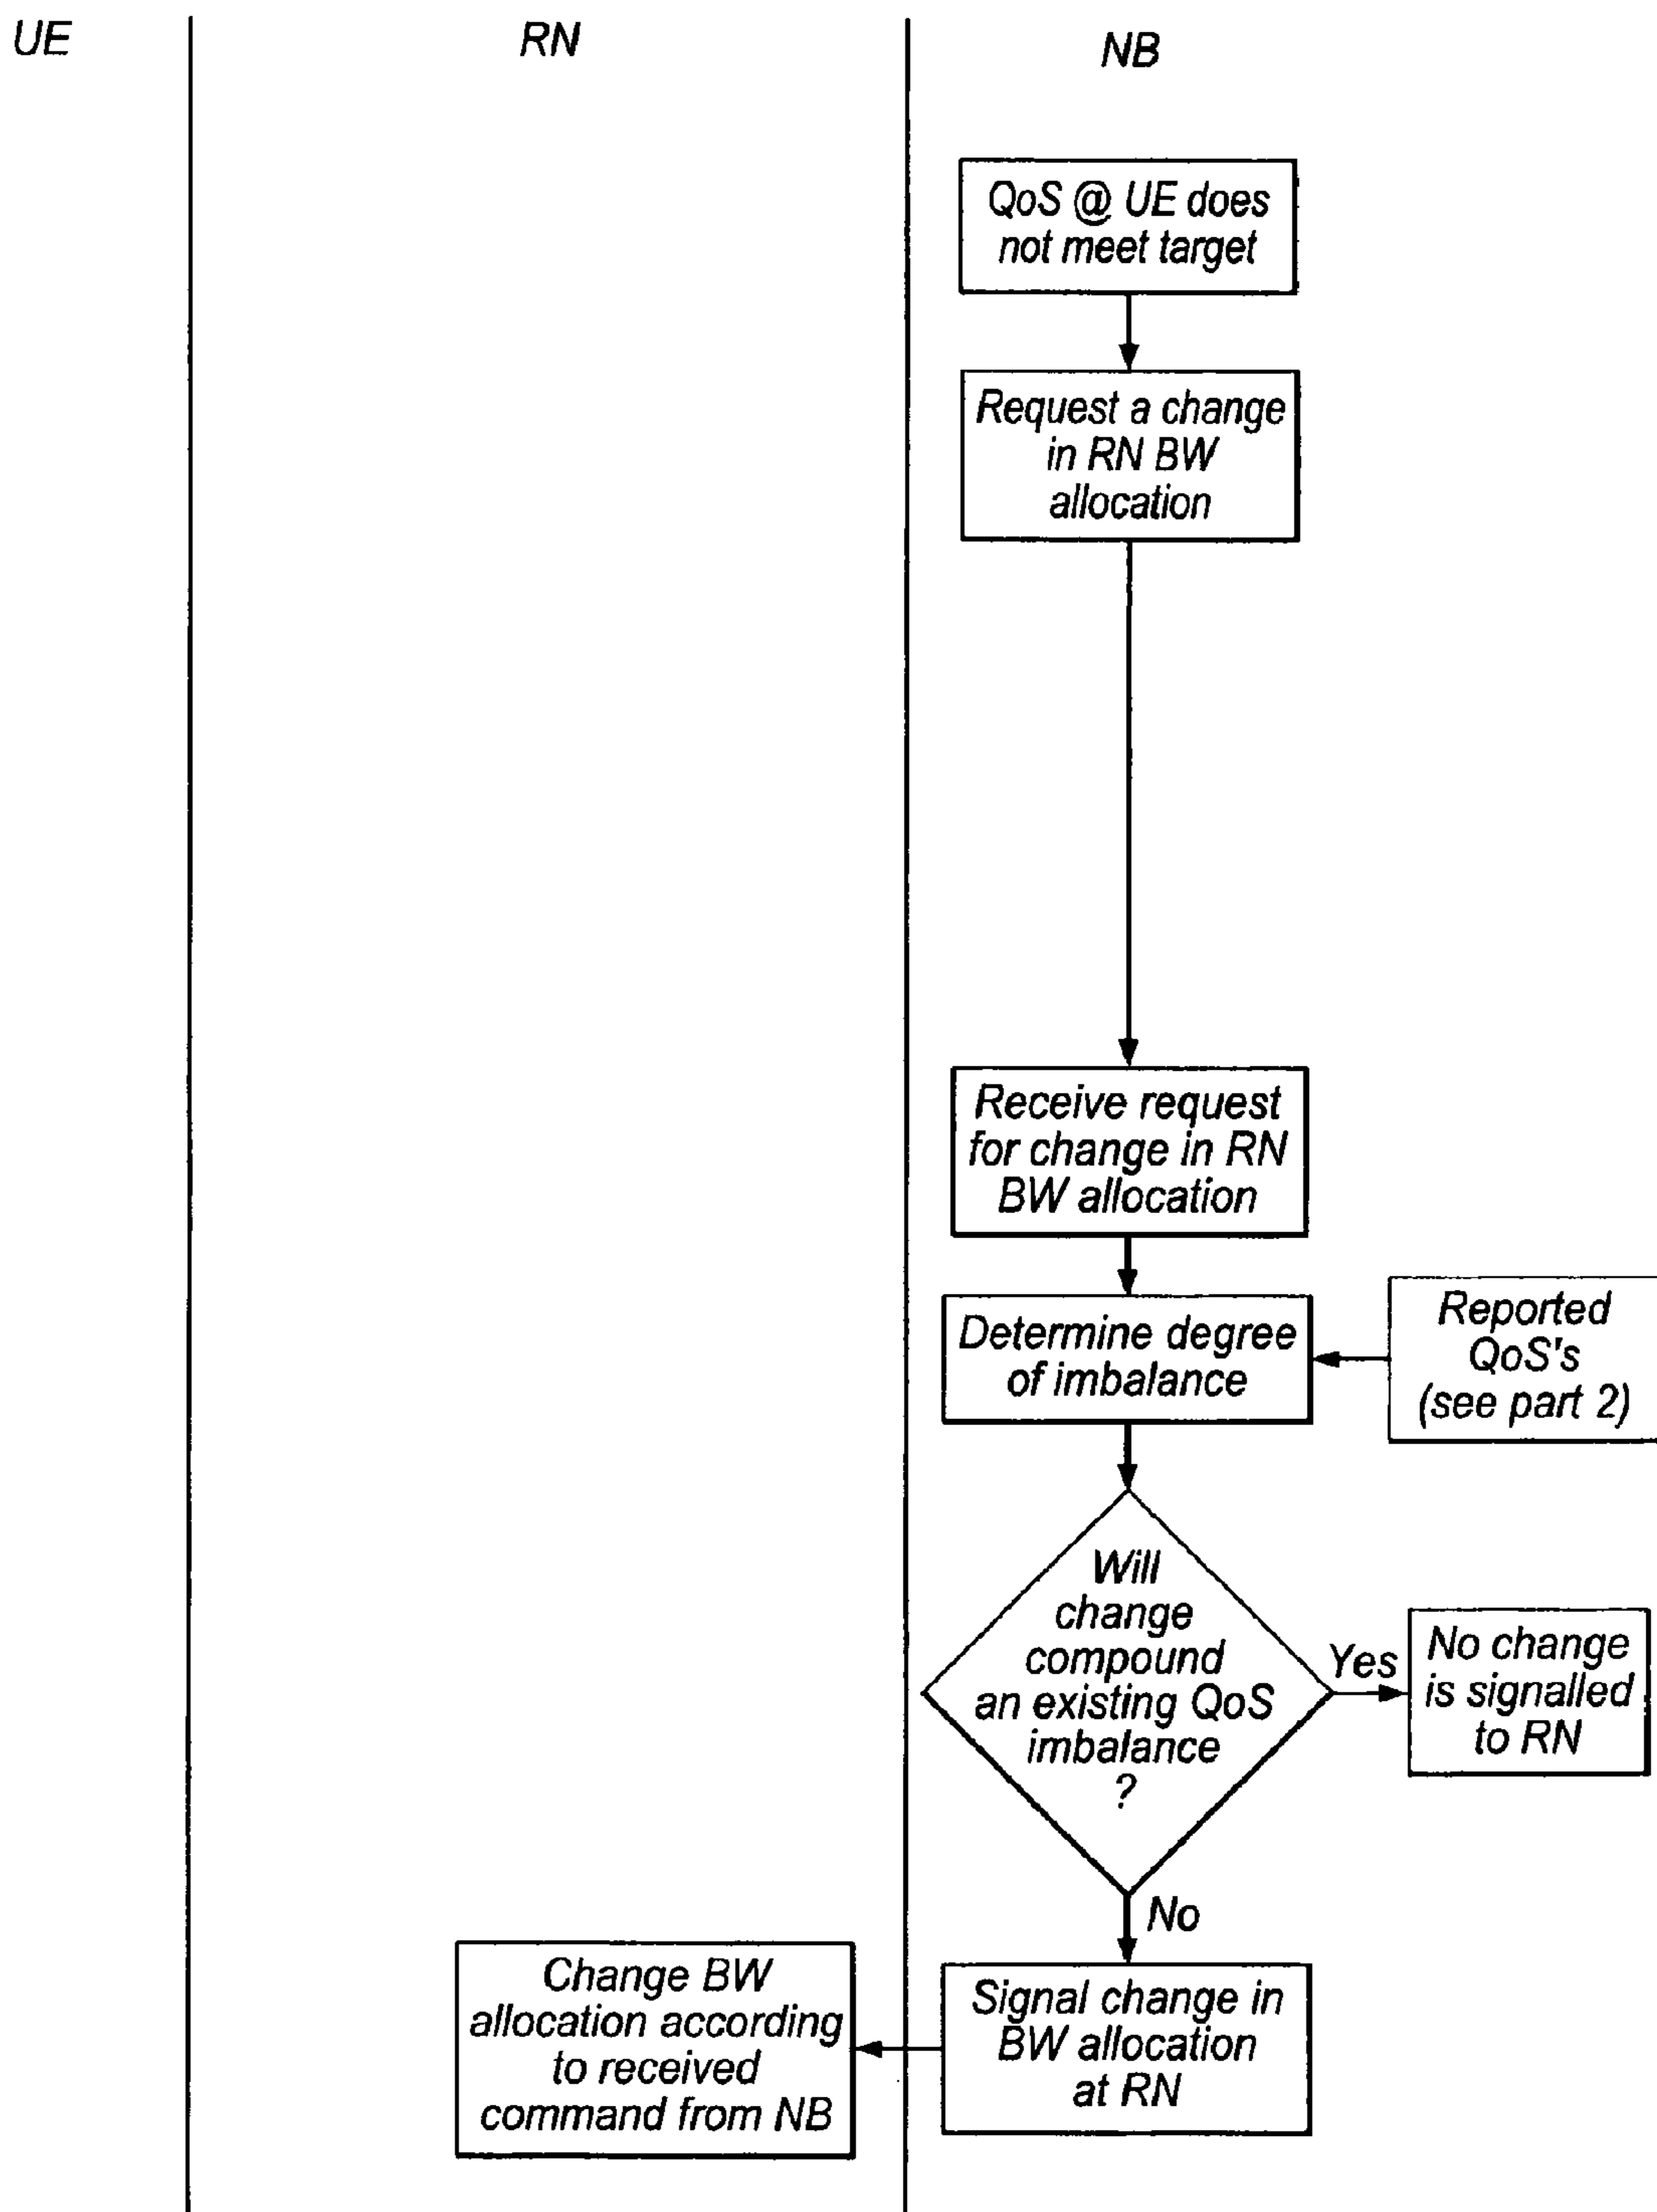 UE
RN
NB
QoS @ UE does
not meet target
Request a change
in RN BW
allocation
Receive request
for change in RN
BW allocation
Determine degree
of imbalance
Reported
QoS's
(see part 2)
Will
change
compound
an existing QoS
imbalance
?
Yes
No change
is signalled
to RN
No
Signal change in
BW allocation
at RN
Change BW
allocation according
to received
command from NB